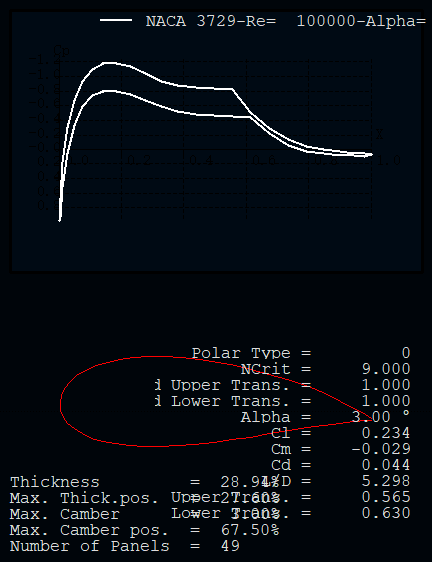 NACA 3729-Re= 100000-Alpha=
Polar Type = 0
NCrit = 9.000
d Upper Trans. = 1.000
d Lower Trans. = 1.000
Alpha = 3.00 °
Cl = 0.234
Cm = -0.029
Cd = 0.044
L/D = 5.298
Upper Trans. = 0.565
Lower Trans. = 0.630
Thickness = 28.94%
Max. Thick.pos. = 27.60%
Max. Camber = 3.00%
Max. Camber pos. = 67.50%
Number of Panels = 49